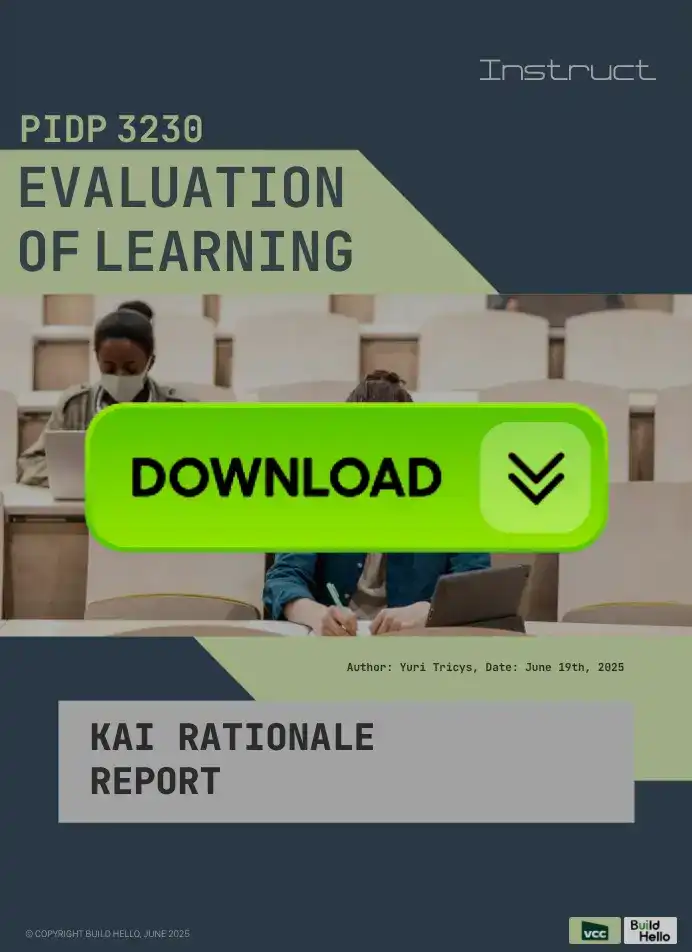 Instruct
PIDP 3230
EVALUATION
OF LEARNING
DOWNLOAD
Author: Yuri Tricys, Date: June 19th, 2025
KAI RATIONALE
REPORT
© COPYRIGHT BUILD HELLO, JUNE 2025
vcc
Build
Hello